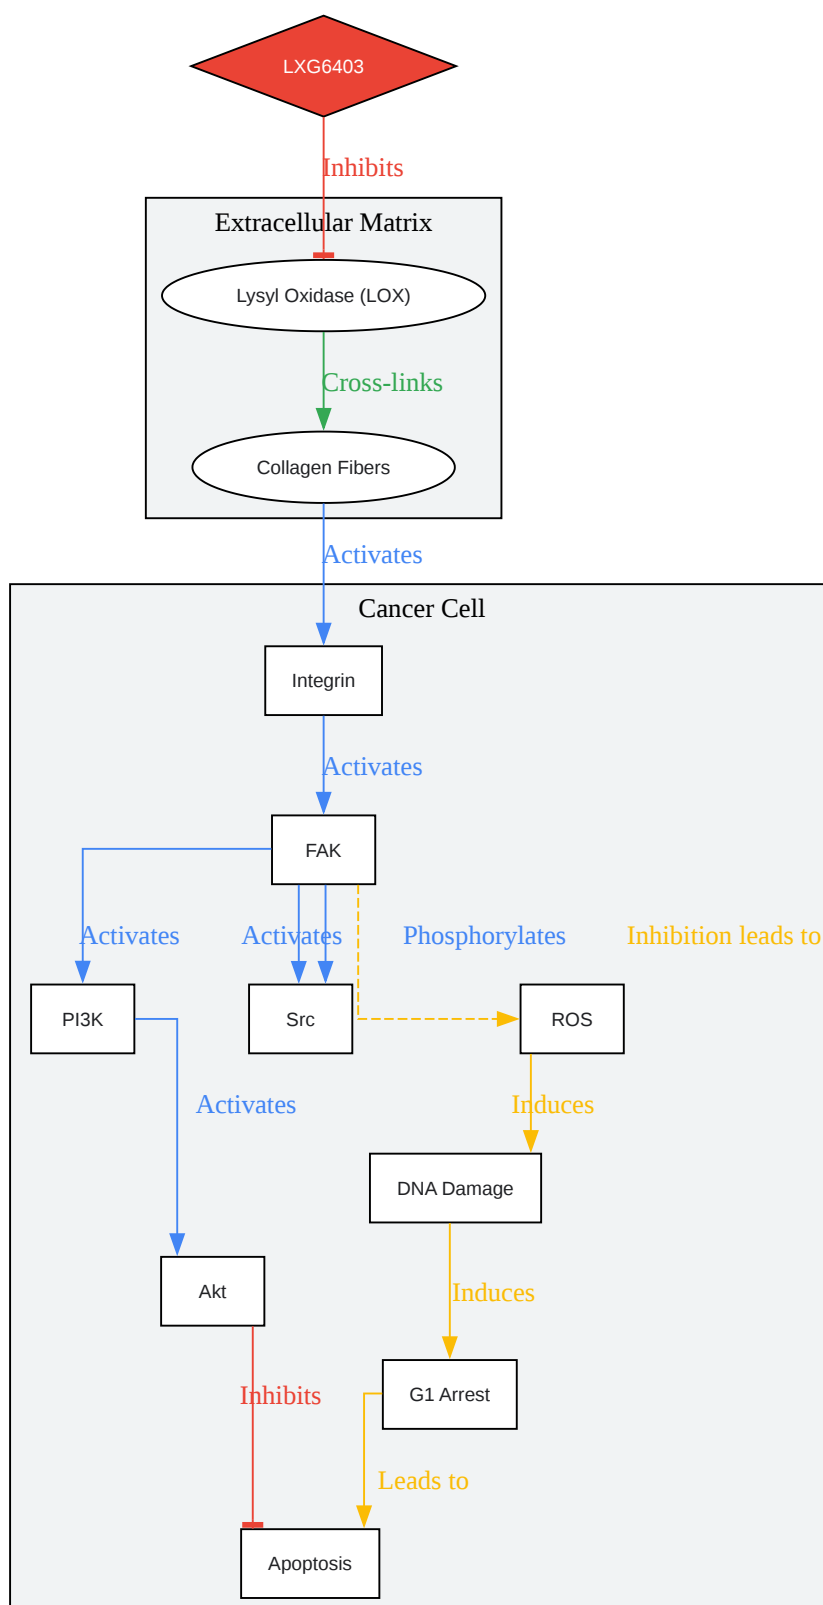 LXG6403
Inhibits
Extracellular Matrix
Lysyl Oxidase (LOX)
Cross-links
Collagen Fibers
Activates
Cancer Cell
Integrin
Activates
FAK
Activates
Activates
Phosphorylates
Inhibition leads to
PI3K
Src
ROS
Activates
Induces
DNA Damage
Akt
Induces
Inhibits
G1 Arrest
Leads to
Apoptosis